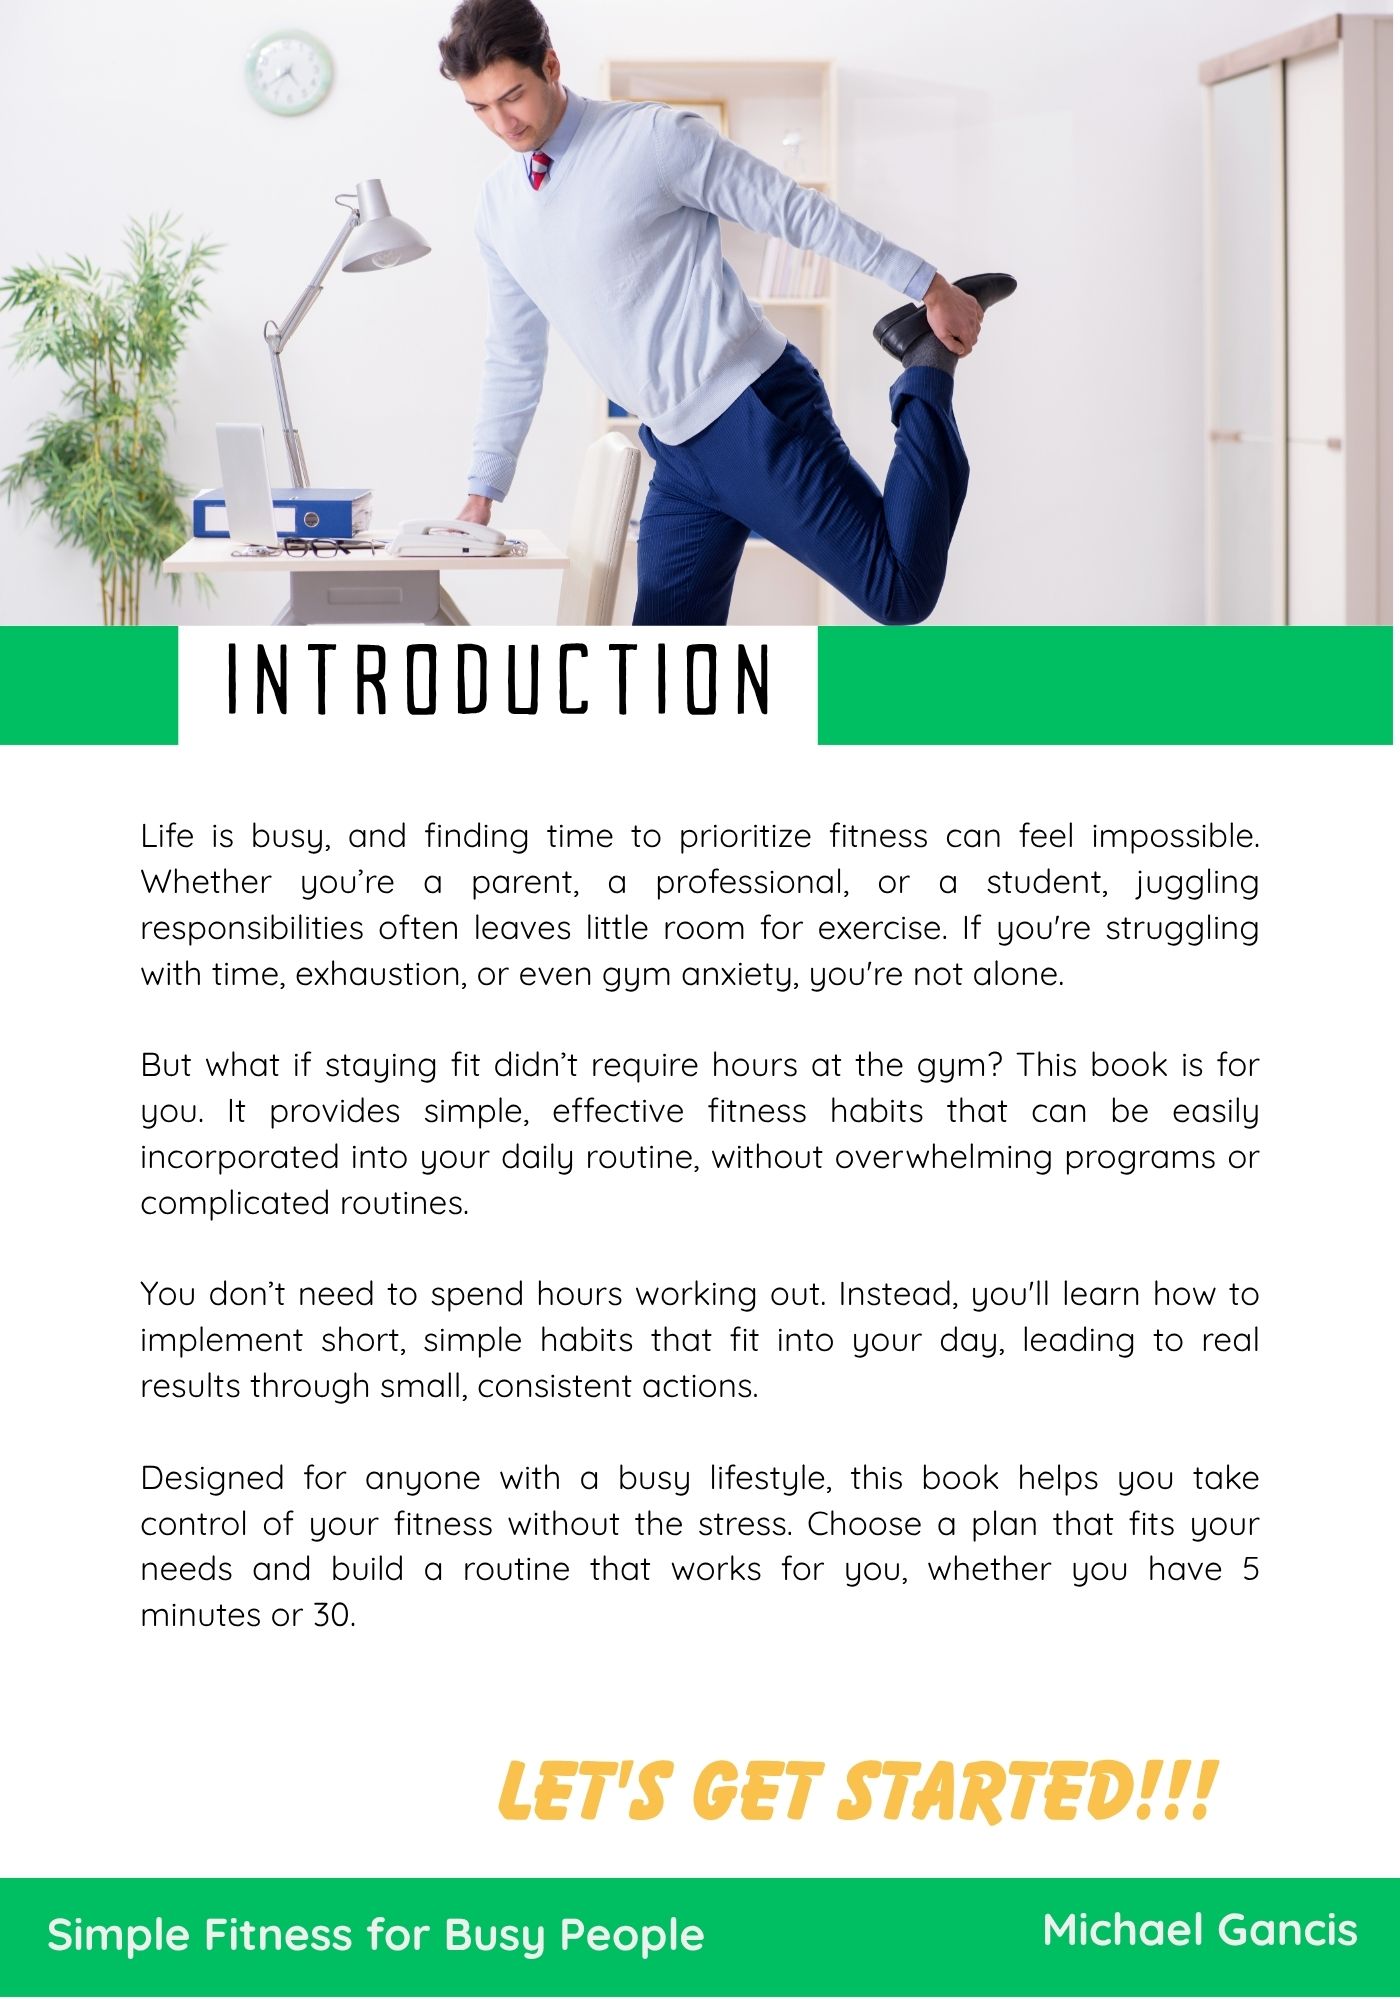 INTRODUCTION
Life is busy, and finding time to prioritize fitness can feel impossible.
Whether you’re a parent, a professional, or a student, juggling
responsibilities often leaves little room for exercise. If you're struggling
with time, exhaustion, or even gym anxiety, you're not alone.
But what if staying fit didn’t require hours at the gym? This book is for
you. It provides simple, effective fitness habits that can be easily
incorporated into your daily routine, without overwhelming programs or
complicated routines.
You don’t need to spend hours working out. Instead, you'll learn how to
implement short, simple habits that fit into your day, leading to real
results through small, consistent actions.
Designed for anyone with a busy lifestyle, this book helps you take
control of your fitness without the stress. Choose a plan that fits your
needs and build a routine that works for you, whether you have 5
minutes or 30.
LET'S GET STARTED!!!
Simple Fitness for Busy People
Michael Gancis